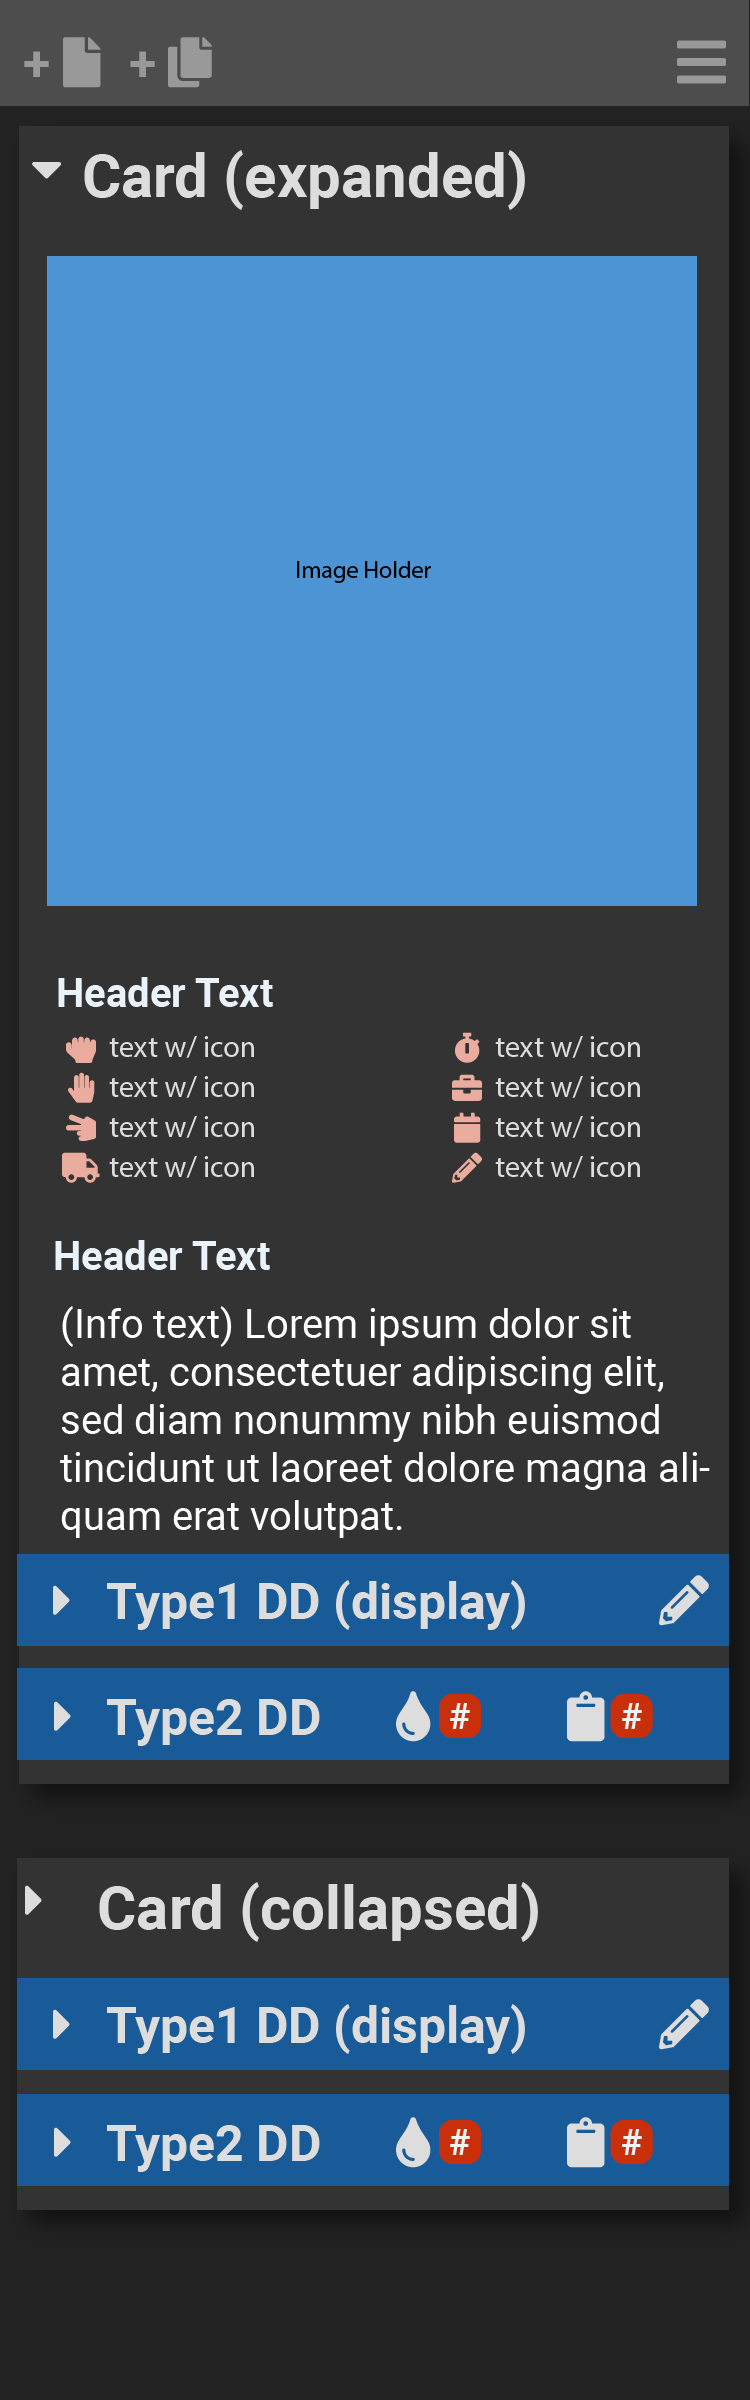 Card (expanded)
Image Holder
Header Text
text w/ icon text w/ icon
text w/ icon text w/ icon
text w/ icon text w/ icon
text w/ icon text w/ icon
Header Text
(Info text) Lorem ipsum dolor sit
amet, consectetuer adipiscing elit,
sed diam nonummy nibh euismod
tincidunt ut laoreet dolore magna ali-
quam erat volutpat.
Type1 DD (display)
Type2 DD # #
Card (collapsed)
Type1 DD (display)
Type2 DD # #